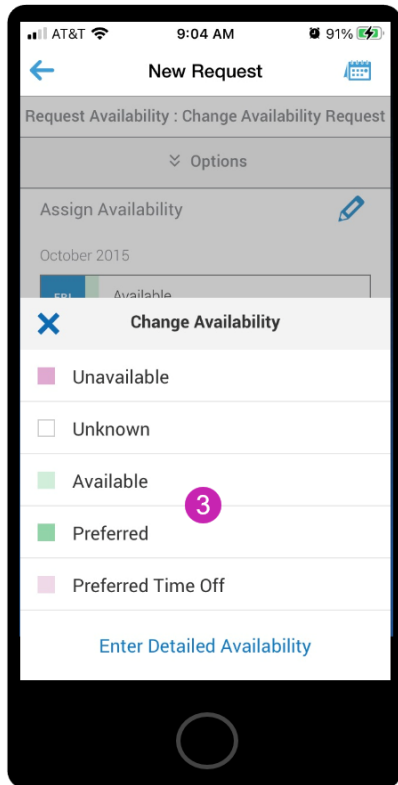 AT&T 9:04 AM 91%
New Request
Request Availability : Change Availability Request
Options
Assign Availability
October 2015
FRI Available
Change Availability
Unavailable
Unknown
Available
3
Preferred
Preferred Time Off
Enter Detailed Availability